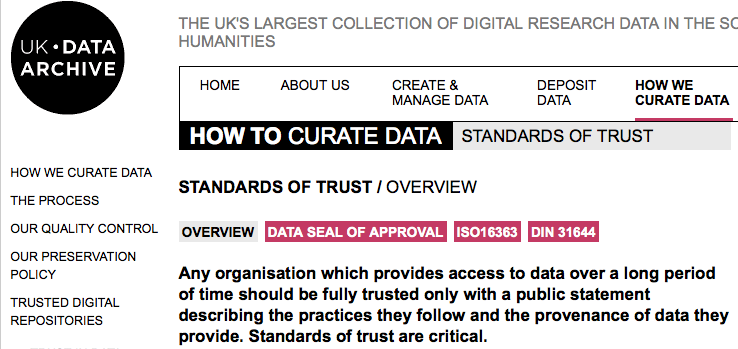 UK • DATA
ARCHIVE
THE UK'S LARGEST COLLECTION OF DIGITAL RESEARCH DATA IN THE
HUMANITIES
HOME
ABOUT US
CREATE &
MANAGE DATA
DEPOSIT
DATA
HOW WE
CURATE DATA
HOW TO CURATE DATA
STANDARDS OF TRUST
HOW WE CURATE DATA
THE PROCESS
OUR QUALITY CONTROL
OUR PRESERVATION
POLICY
TRUSTED DIGITAL
REPOSITORIES
STANDARDS OF TRUST / OVERVIEW
OVERVIEW
DATA SEAL OF APPROVAL
ISO16363
DIN 31644
Any organisation which provides access to data over a long period
of time should be fully trusted only with a public statement
describing the practices they follow and the provenance of data they
provide. Standards of trust are critical.